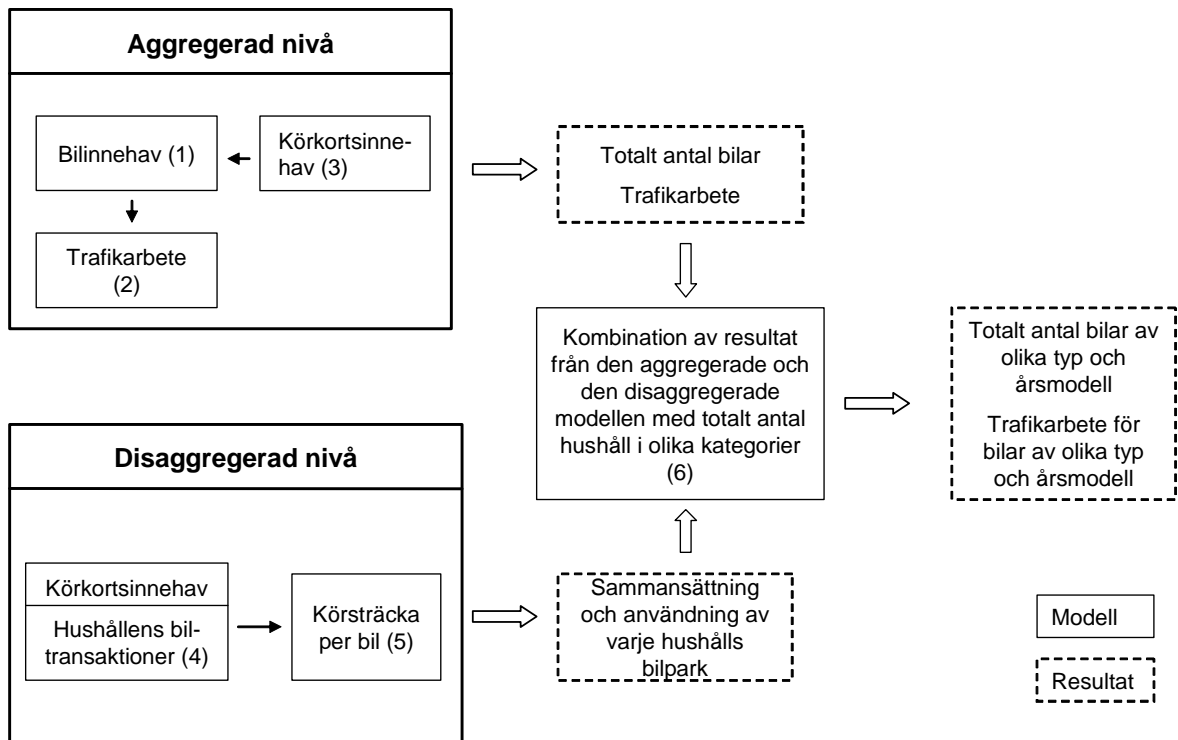 Aggregerad nivå
Bilinnehav (1)
Körkortsinne-
hav (3)
Trafikarbete
(2)
Totalt antal bilar
Trafikarbete
Kombination av resultat
från den aggregerade och
den disaggregerade
modellen med totalt antal
hushåll i olika kategorier
(6)
Totalt antal bilar av
olika typ och
årsmodell
Trafikarbete för
bilar av olika typ
och årsmodell
Disaggregerad nivå
Körkortsinnehav
Hushållens bil-
transaktioner (4)
Körsträcka
per bil (5)
Sammansättning
och användning av
varje hushålls
bilpark
Modell
Resultat